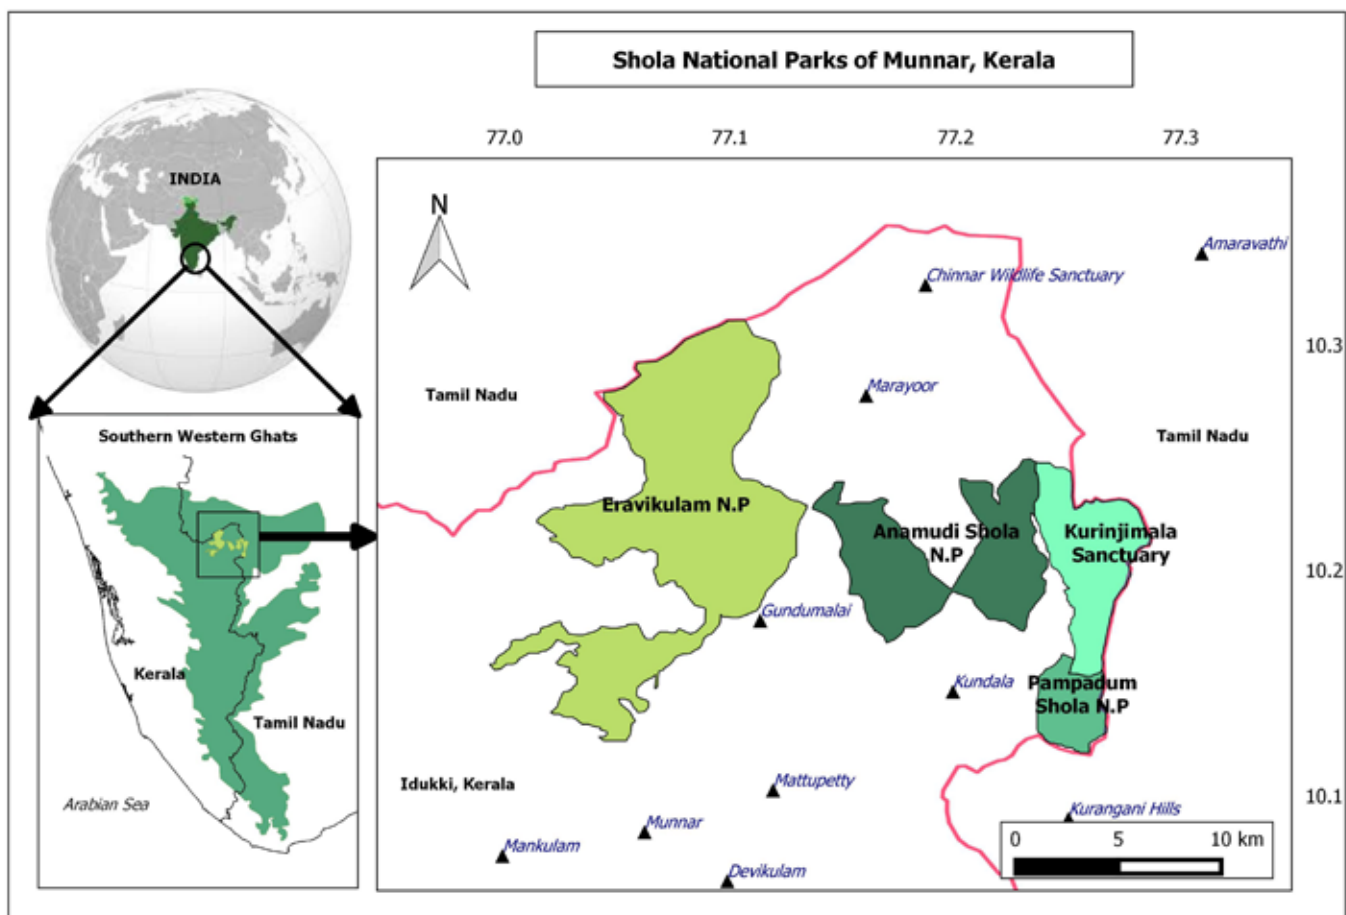 Shola National Parks of Munnar, Kerala
INDIA
Southern Western Ghats
Kerala
Tamil Nadu
Arabian Sea
77.0
77.1
77.2
77.3
N
Amaravathi
Chinnar Wildlife Sanctuary
10.3
Tamil Nadu
Marayoor
Tamil Nadu
Eravikulam N.P
Anamudi Shola
N.P
Kurinjimala
Sanctuary
10.2
Gundumalai
Kundala
Pampadum
Shola N.P
Idukki, Kerala
Mattupetty
10.1
Munnar
Kurangani Hills
Mankulam
Devikulam
0
5
10 km